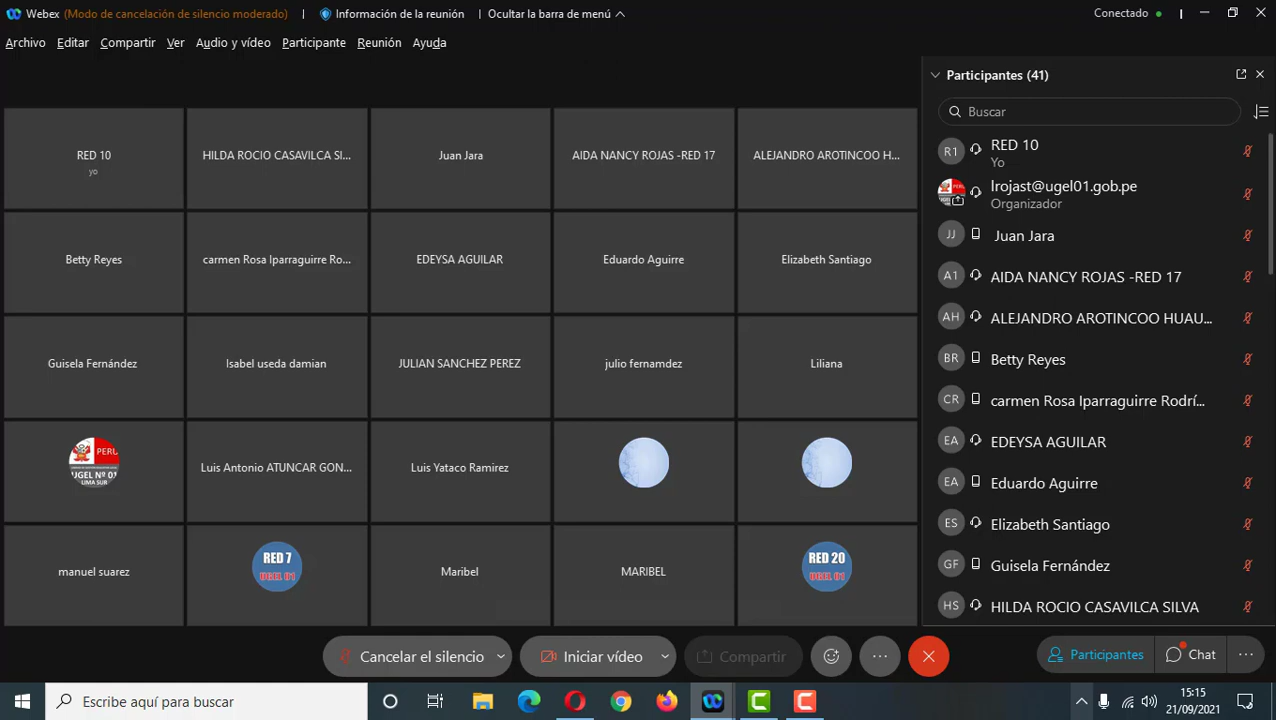 Webex (Modo de cancelación de silencio moderado) Información de la reunión Ocultar la barra de menú
Conectado
Archivo Editar Compartir Ver Audio y vídeo Participante Reunión Ayuda
RED 10
yo
HILDA ROCIO CASAVILCA SI...
Juan Jara
AIDA NANCY ROJAS -RED 17
ALEJANDRO AROTINCOO H...
Betty Reyes
carmen Rosa Iparraguirre Ro...
EDEYSA AGUILAR
Eduardo Aguirre
Elizabeth Santiago
Guisela Fernández
Isabel useda damian
JULIAN SANCHEZ PEREZ
julio fernamdez
Liliana
PERÚ
UGEL Nº 01
LIMA SUR
Luis Antonio ATUNCAR GON...
Luis Yataco Ramirez
manuel suarez
RED 7
UGEL 01
Maribel
MARIBEL
RED 20
UGEL 01
Participantes (41)
Buscar
R1 RED 10
Yo
lrojast@ugel01.gob.pe
Organizador
JJ Juan Jara
A1 AIDA NANCY ROJAS -RED 17
AH ALEJANDRO AROTINCOO HUAU...
BR Betty Reyes
CR carmen Rosa Iparraguirre Rodrí...
EA EDEYSA AGUILAR
EA Eduardo Aguirre
ES Elizabeth Santiago
GF Guisela Fernández
HS HILDA ROCIO CASAVILCA SILVA
Cancelar el silencio Iniciar vídeo Compartir
Participantes Chat
Escribe aquí para buscar
15:15
21/09/2021